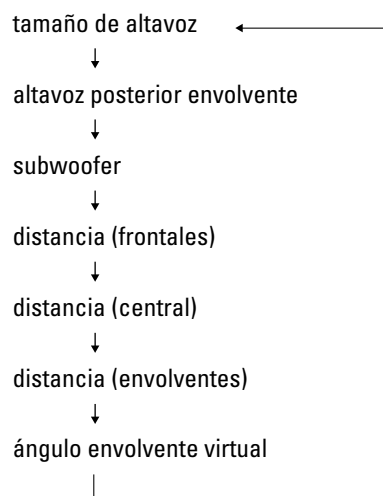 tamaño de altavoz
altavoz posterior envolvente
subwoofer
distancia (frontales)
distancia (central)
distancia (envolventes)
ángulo envolvente virtual